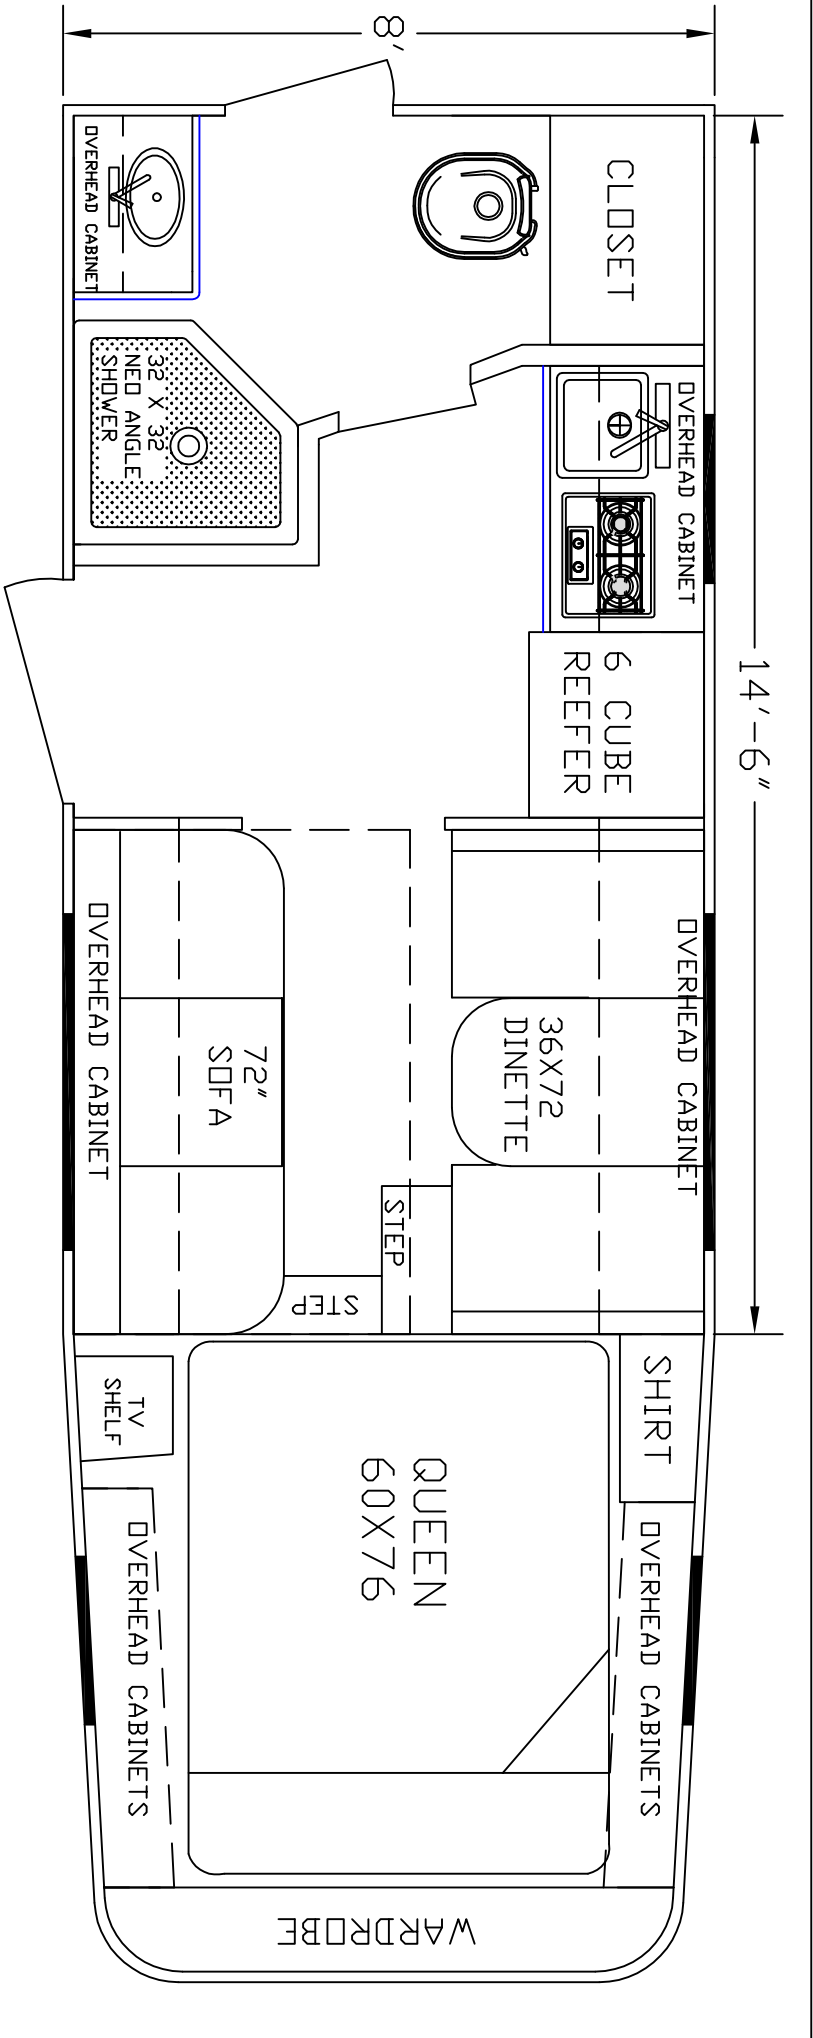 8'
14'-6"
OVERHEAD CABINET
CLOSET
32 X 32
NEO ANGLE
SHOWER
OVERHEAD CABINET
6 CUBE
REEFER
OVERHEAD CABINET
72"
SOFA
36X72
DINETTE
OVERHEAD CABINET
STEP
STEP
TV
SHELF
SHIRT
QUEEN
60X76
OVERHEAD CABINETS
OVERHEAD CABINETS
WARDROBE